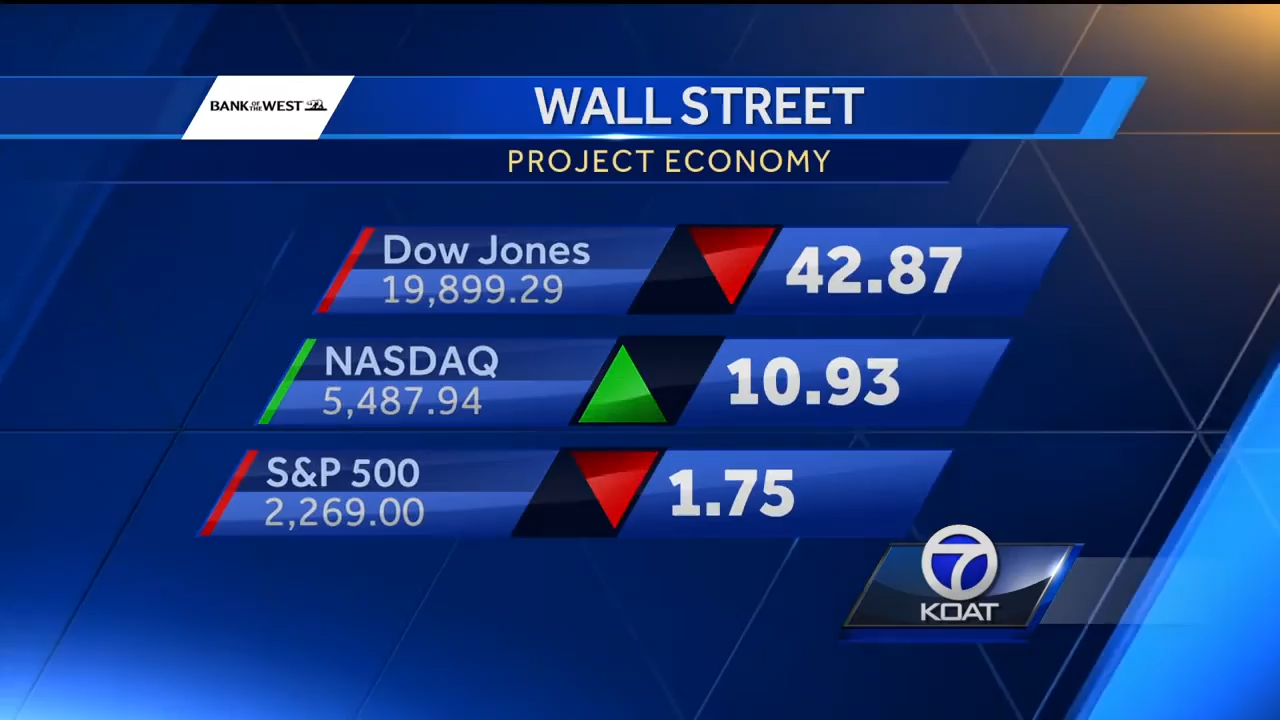 BANK OF THE WEST
WALL STREET
PROJECT ECONOMY
Dow Jones
19,899.29
42.87
NASDAQ
5,487.94
10.93
S&P 500
2,269.00
1.75
7
KOAT